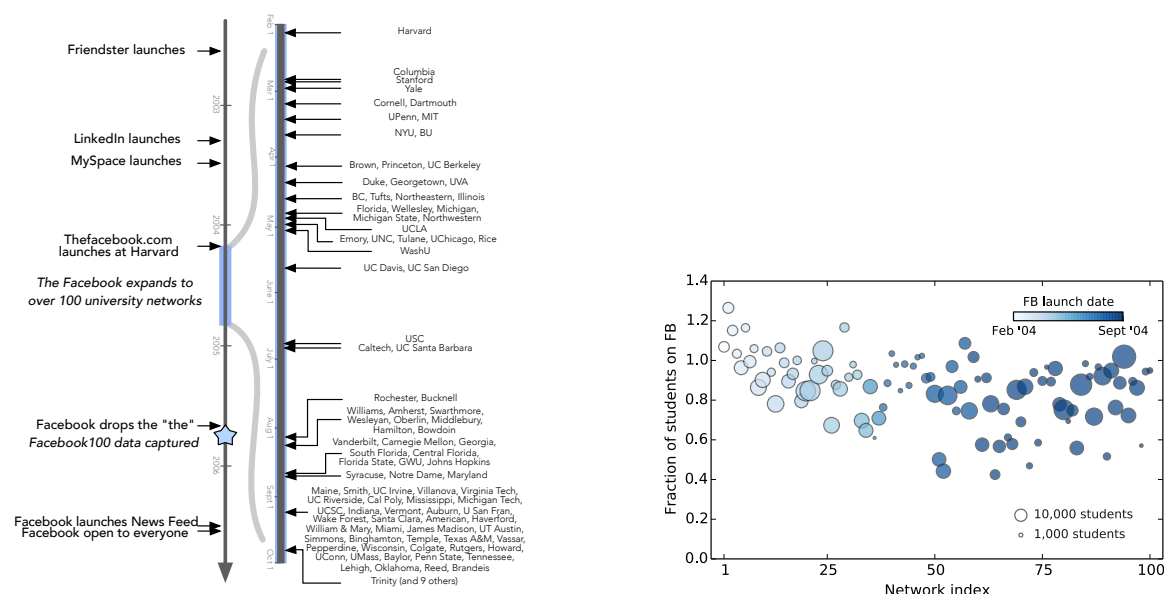 Friendster launches
2003
LinkedIn launches
MySpace launches
2004
Thefacebook.com
launches at Harvard
The Facebook expands to
over 100 university networks
2005
Facebook drops the "the"
Facebook100 data captured
2006
Facebook launches News Feed
Facebook open to everyone
Feb 1
Mar 1
Apr 1
May 1
June 1
July 1
Aug 1
Sept 1
Oct 1
Harvard
Columbia
Stanford
Yale
Cornell, Dartmouth
UPenn, MIT
NYU, BU
Brown, Princeton, UC Berkeley
Duke, Georgetown, UVA
BC, Tufts, Northeastern, Illinois
Florida, Wellesley, Michigan,
Michigan State, Northwestern
UCLA
Emory, UNC, Tulane, UChicago, Rice
WashU
UC Davis, UC San Diego
USC
Caltech, UC Santa Barbara
Rochester, Bucknell
Williams, Amherst, Swarthmore,
Wesleyan, Oberlin, Middlebury,
Hamilton, Bowdoin
Vanderbilt, Carnegie Mellon, Georgia,
South Florida, Central Florida,
Florida State, GWU, Johns Hopkins
Syracuse, Notre Dame, Maryland
Maine, Smith, UC Irvine, Villanova, Virginia Tech,
UC Riverside, Cal Poly, Mississippi, Michigan Tech,
UCSC, Indiana, Vermont, Auburn, U San Fran,
Wake Forest, Santa Clara, American, Haverford,
William & Mary, Miami, James Madison, UT Austin,
Simmons, Binghamton, Temple, Texas A&M, Vassar,
Pepperdine, Wisconsin, Colgate, Rutgers, Howard,
UConn, UMass, Baylor, Penn State, Tennessee,
Lehigh, Oklahoma, Reed, Brandeis
Trinity (and 9 others)
Fraction of students on FB
1.4
1.2
1.0
0.8
0.6
0.4
0.2
0.0
FB launch date
Feb '04 Sept '04
10,000 students
1,000 students
1 25 50 75 100
Network index